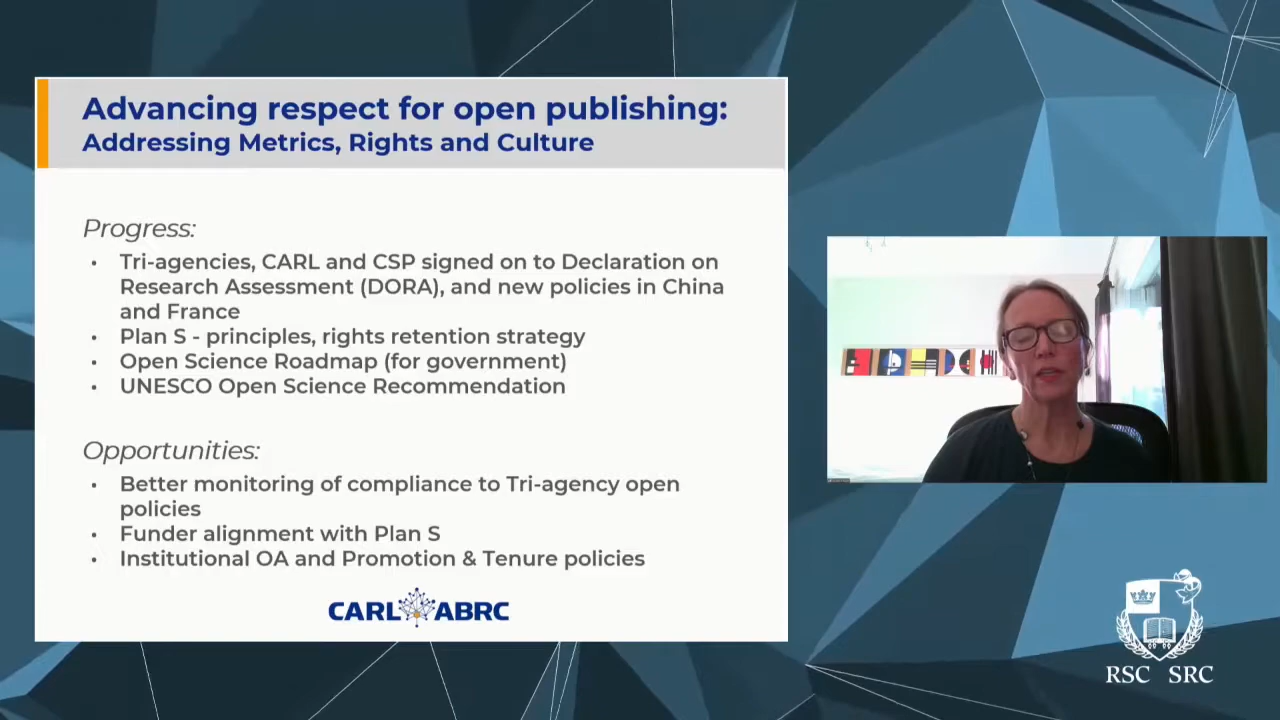 Advancing respect for open publishing:
Addressing Metrics, Rights and Culture
Progress:
• Tri-agencies, CARL and CSP signed on to Declaration on
Research Assessment (DORA), and new policies in China
and France
• Plan S - principles, rights retention strategy
• Open Science Roadmap (for government)
• UNESCO Open Science Recommendation
Opportunities:
• Better monitoring of compliance to Tri-agency open
policies
• Funder alignment with Plan S
• Institutional OA and Promotion & Tenure policies
CARL ABRC
RSC SRC